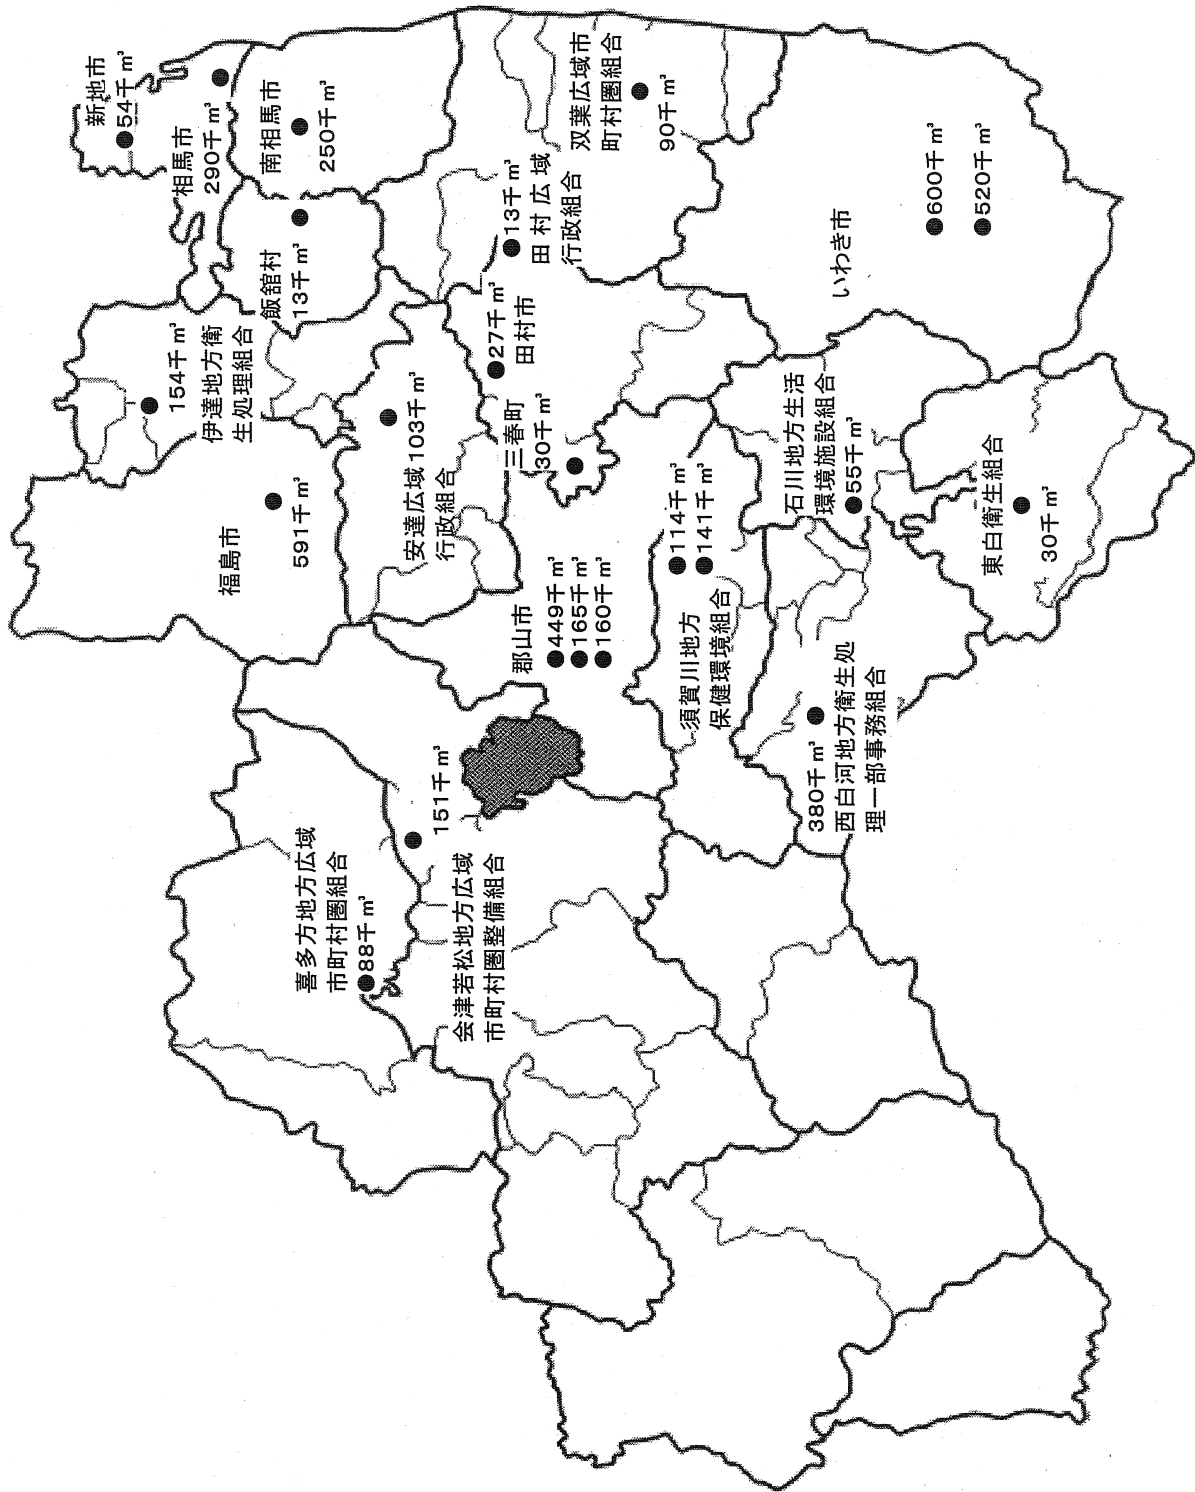 新地市
54千㎥
相馬市
290千㎥
南相馬市
250千㎥
飯舘村
13千㎥
154千㎥
伊達地方衛
生処理組合
福島市
591千㎥
安達広域
行政組合
103千㎥
双葉広域市
町村圏組合
90千㎥
13千㎥
田村広域
行政組合
27千㎥
田村市
三春町
30千㎥
郡山市
449千㎥
165千㎥
160千㎥
いわき市
600千㎥
520千㎥
114千㎥
141千㎥
須賀川地方
保健環境組合
石川地方生活
環境施設組合
55千㎥
東白衛生組合
30千㎥
380千㎥
西白河地方衛生処
理一部事務組合
喜多方地方広域
市町村圏組合
88千㎥
151千㎥
会津若松地方広域
市町村圏整備組合